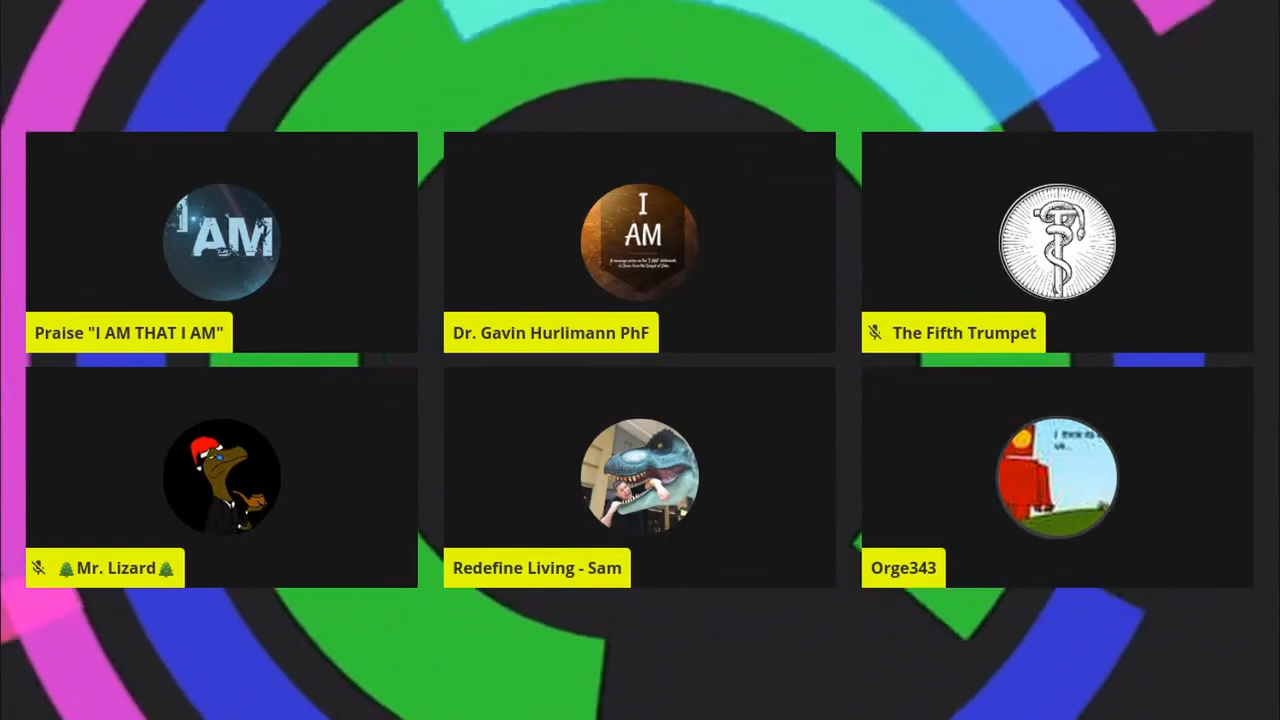 I
AM
Praise "I AM THAT I AM"
I
AM
Dr. Gavin Hurlimann PhF
The Fifth Trumpet
🌲Mr. Lizard🌲
Redefine Living - Sam
Orge343